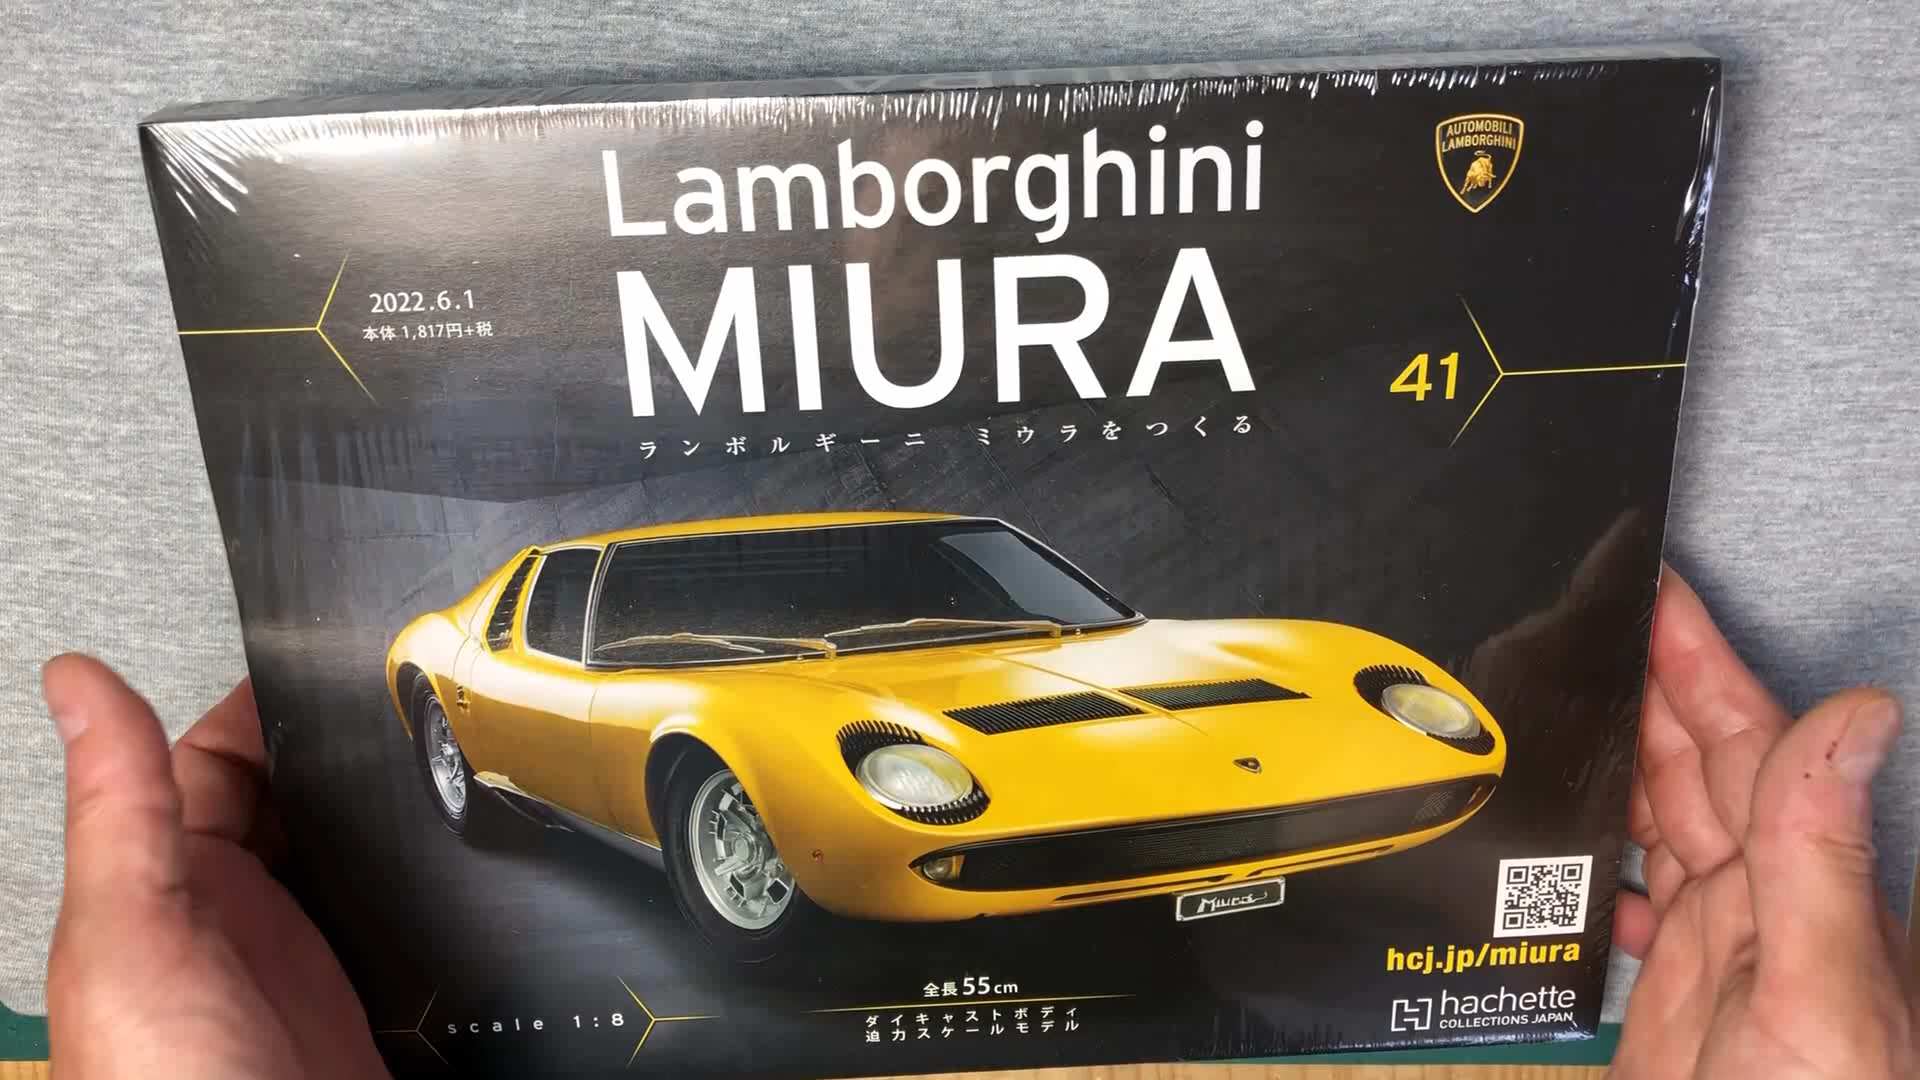 Lamborghini
MIURA
ランボルギーニ ミウラをつくる
AUTOMOBILI
LAMBORGHINI
2022.6.1
本体 1,817円+税
41
Miura
hcj.jp/miura
hachette
COLLECTIONS JAPAN
全長55cm
ダイキャストボディ
迫力スケールモデル
scale 1:8